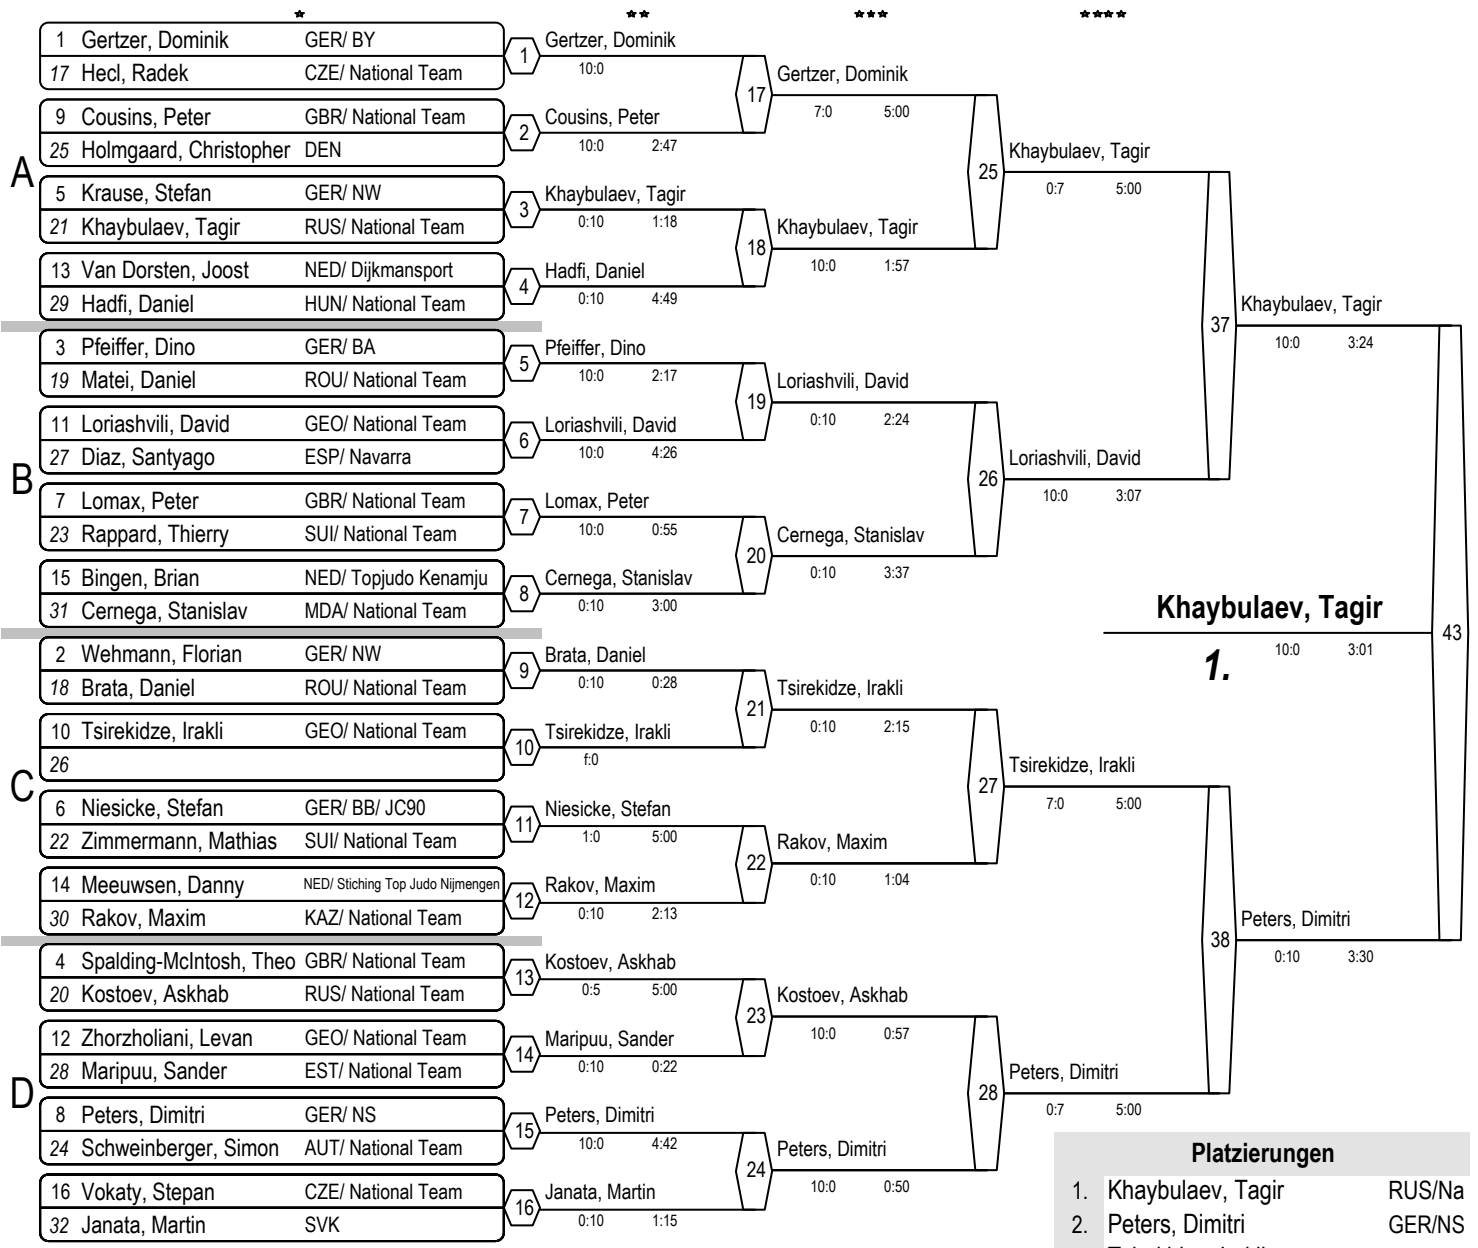 * ** *** ****
A
1 Gertzer, Dominik GER/ BY
17 Hecl, Radek CZE/ National Team
9 Cousins, Peter GBR/ National Team
25 Holmgaard, Christopher DEN
5 Krause, Stefan GER/ NW
21 Khaybulaev, Tagir RUS/ National Team
13 Van Dorsten, Joost NED/ Dijkmansport
29 Hadfi, Daniel HUN/ National Team
B
3 Pfeiffer, Dino GER/ BA
19 Matei, Daniel ROU/ National Team
11 Loriashvili, David GEO/ National Team
27 Diaz, Santyago ESP/ Navarra
7 Lomax, Peter GBR/ National Team
23 Rappard, Thierry SUI/ National Team
15 Bingen, Brian NED/ Topjudo Kenamju
31 Cernega, Stanislav MDA/ National Team
C
2 Wehmann, Florian GER/ NW
18 Brata, Daniel ROU/ National Team
10 Tsirekidze, Irakli GEO/ National Team
26
6 Niesicke, Stefan GER/ BB/ JC90
22 Zimmermann, Mathias SUI/ National Team
14 Meeuwsen, Danny NED/ Stiching Top Judo Nijmengen
30 Rakov, Maxim KAZ/ National Team
D
4 Spalding-McIntosh, Theo GBR/ National Team
20 Kostoev, Askhab RUS/ National Team
12 Zhorzholiani, Levan GEO/ National Team
28 Maripuu, Sander EST/ National Team
8 Peters, Dimitri GER/ NS
24 Schweinberger, Simon AUT/ National Team
16 Vokaty, Stepan CZE/ National Team
32 Janata, Martin SVK
1 Gertzer, Dominik
10:0
2 Cousins, Peter
10:0 2:47
3 Khaybulaev, Tagir
0:10 1:18
4 Hadfi, Daniel
0:10 4:49
5 Pfeiffer, Dino
10:0 2:17
6 Loriashvili, David
10:0 4:26
7 Lomax, Peter
10:0 0:55
8 Cernega, Stanislav
0:10 3:00
9 Brata, Daniel
0:10 0:28
10 Tsirekidze, Irakli
f:0
11 Niesicke, Stefan
1:0 5:00
12 Rakov, Maxim
0:10 2:13
13 Kostoev, Askhab
0:5 5:00
14 Maripuu, Sander
0:10 0:22
15 Peters, Dimitri
10:0 4:42
16 Janata, Martin
0:10 1:15
17 Gertzer, Dominik
7:0 5:00
18 Khaybulaev, Tagir
10:0 1:57
19 Loriashvili, David
0:10 2:24
20 Cernega, Stanislav
0:10 3:37
21 Tsirekidze, Irakli
0:10 2:15
22 Rakov, Maxim
0:10 1:04
23 Kostoev, Askhab
10:0 0:57
24 Peters, Dimitri
10:0 0:50
25 Khaybulaev, Tagir
0:7 5:00
26 Loriashvili, David
10:0 3:07
27 Tsirekidze, Irakli
7:0 5:00
28 Peters, Dimitri
0:7 5:00
37 Khaybulaev, Tagir
10:0 3:24
38 Peters, Dimitri
0:10 3:30
Khaybulaev, Tagir 43
1. 10:0 3:01
Platzierungen
1. Khaybulaev, Tagir RUS/Na
2. Peters, Dimitri GER/NS